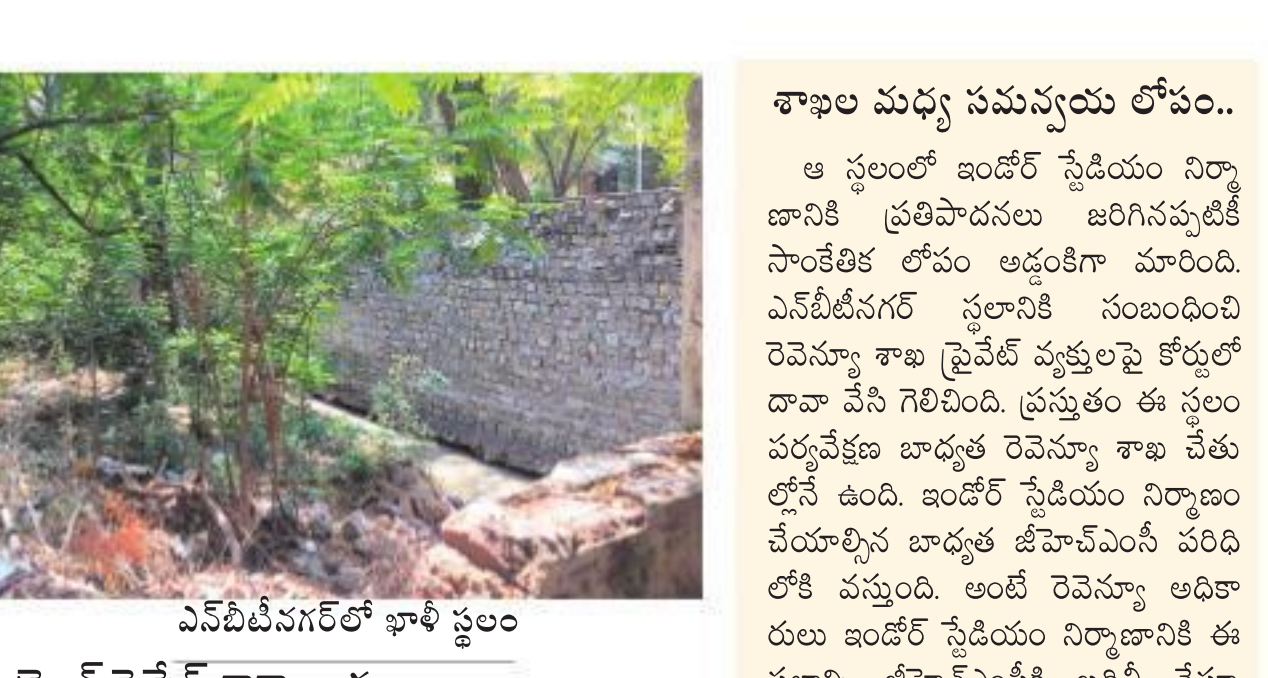 ఎన్‌బీటీనగర్‌లో ఖాళీ స్థలం
శాఖల మధ్య సమన్వయ లోపం..
ఆ స్థలంలో ఇండోర్ స్టేడియం నిర్మా
ణానికి ప్రతిపాదనలు జరిగినప్పటికీ
సాంకేతిక లోపం అడ్డంకిగా మారింది.
ఎన్‌బీటీనగర్ స్థలానికి సంబంధించి
రెవెన్యూ శాఖ ప్రైవేట్ వ్యక్తులపై కోర్టులో
దావా వేసి గెలిచింది. ప్రస్తుతం ఈ స్థలం
పర్యవేక్షణ బాధ్యత రెవెన్యూ శాఖ చేతు
ల్లోనే ఉంది. ఇండోర్ స్టేడియం నిర్మాణం
చేయాల్సిన బాధ్యత జీహెచ్‌ఎంసీ పరిధి
లోకి వస్తుంది. అంటే రెవెన్యూ అధికా
రులు ఇండోర్ స్టేడియం నిర్మాణానికి ఈ